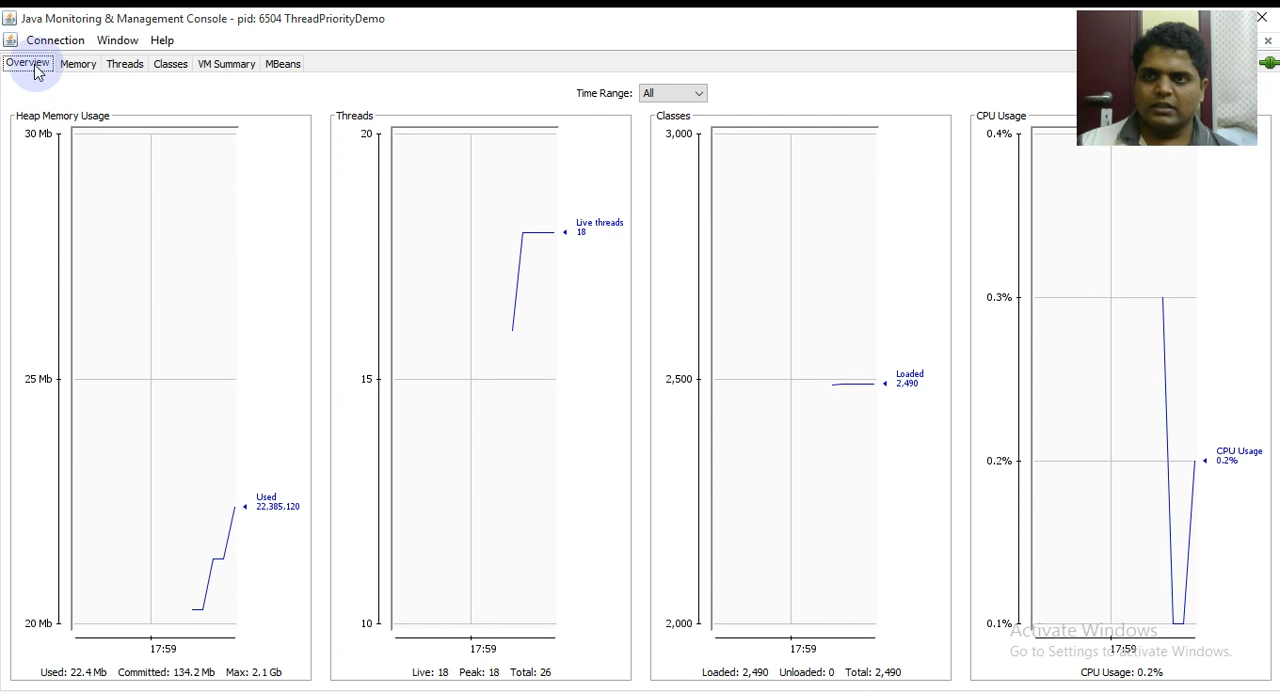 Java Monitoring & Management Console - pid: 6504 ThreadPriorityDemo
Connection Window Help
Overview Memory Threads Classes VM Summary MBeans
Time Range: All
Heap Memory Usage
30 Mb
25 Mb
20 Mb
Used
22,385,120
17:59
Used: 22.4 Mb Committed: 134.2 Mb Max: 2.1 Gb
Threads
20
15
10
Live threads
18
17:59
Live: 18 Peak: 18 Total: 26
Classes
3,000
2,500
2,000
Loaded
2,490
17:59
Loaded: 2,490 Unloaded: 0 Total: 2,490
CPU Usage
0.4%
0.3%
0.2%
0.1%
CPU Usage
0.2%
17:59
CPU Usage: 0.2%
Activate Windows
Go to Settings to activate Windows.